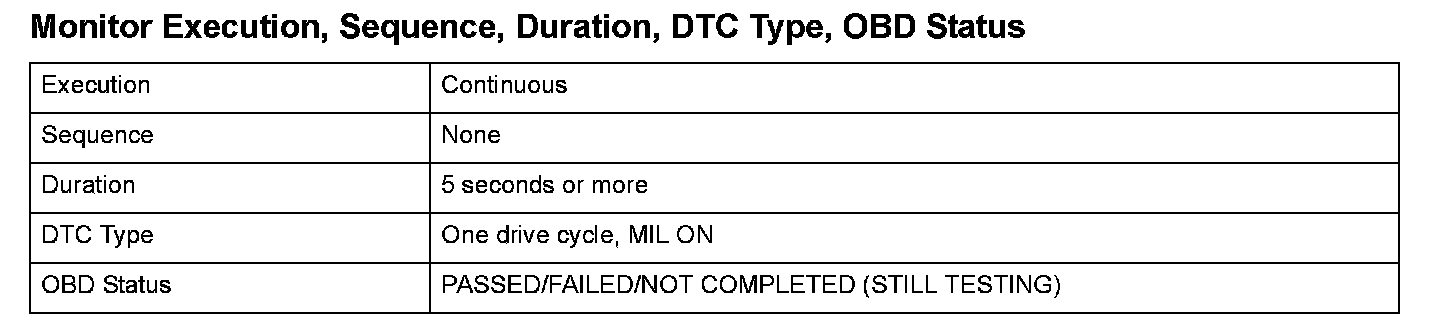 Monitor Execution, Sequence, Duration, DTC Type, OBD Status
Execution Continuous
Sequence None
Duration 5 seconds or more
DTC Type One drive cycle, MIL ON
OBD Status PASSED/FAILED/NOT COMPLETED (STILL TESTING)